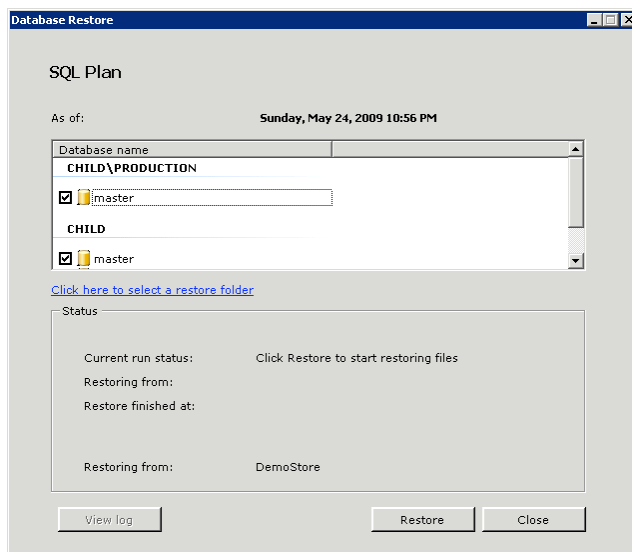 Database Restore
SQL Plan
As of: Sunday, May 24, 2009 10:56 PM
Database name
CHILD\PRODUCTION
master
CHILD
master
Click here to select a restore folder
Status
Current run status: Click Restore to start restoring files
Restoring from:
Restore finished at:
Restoring from: DemoStore
View log Restore Close